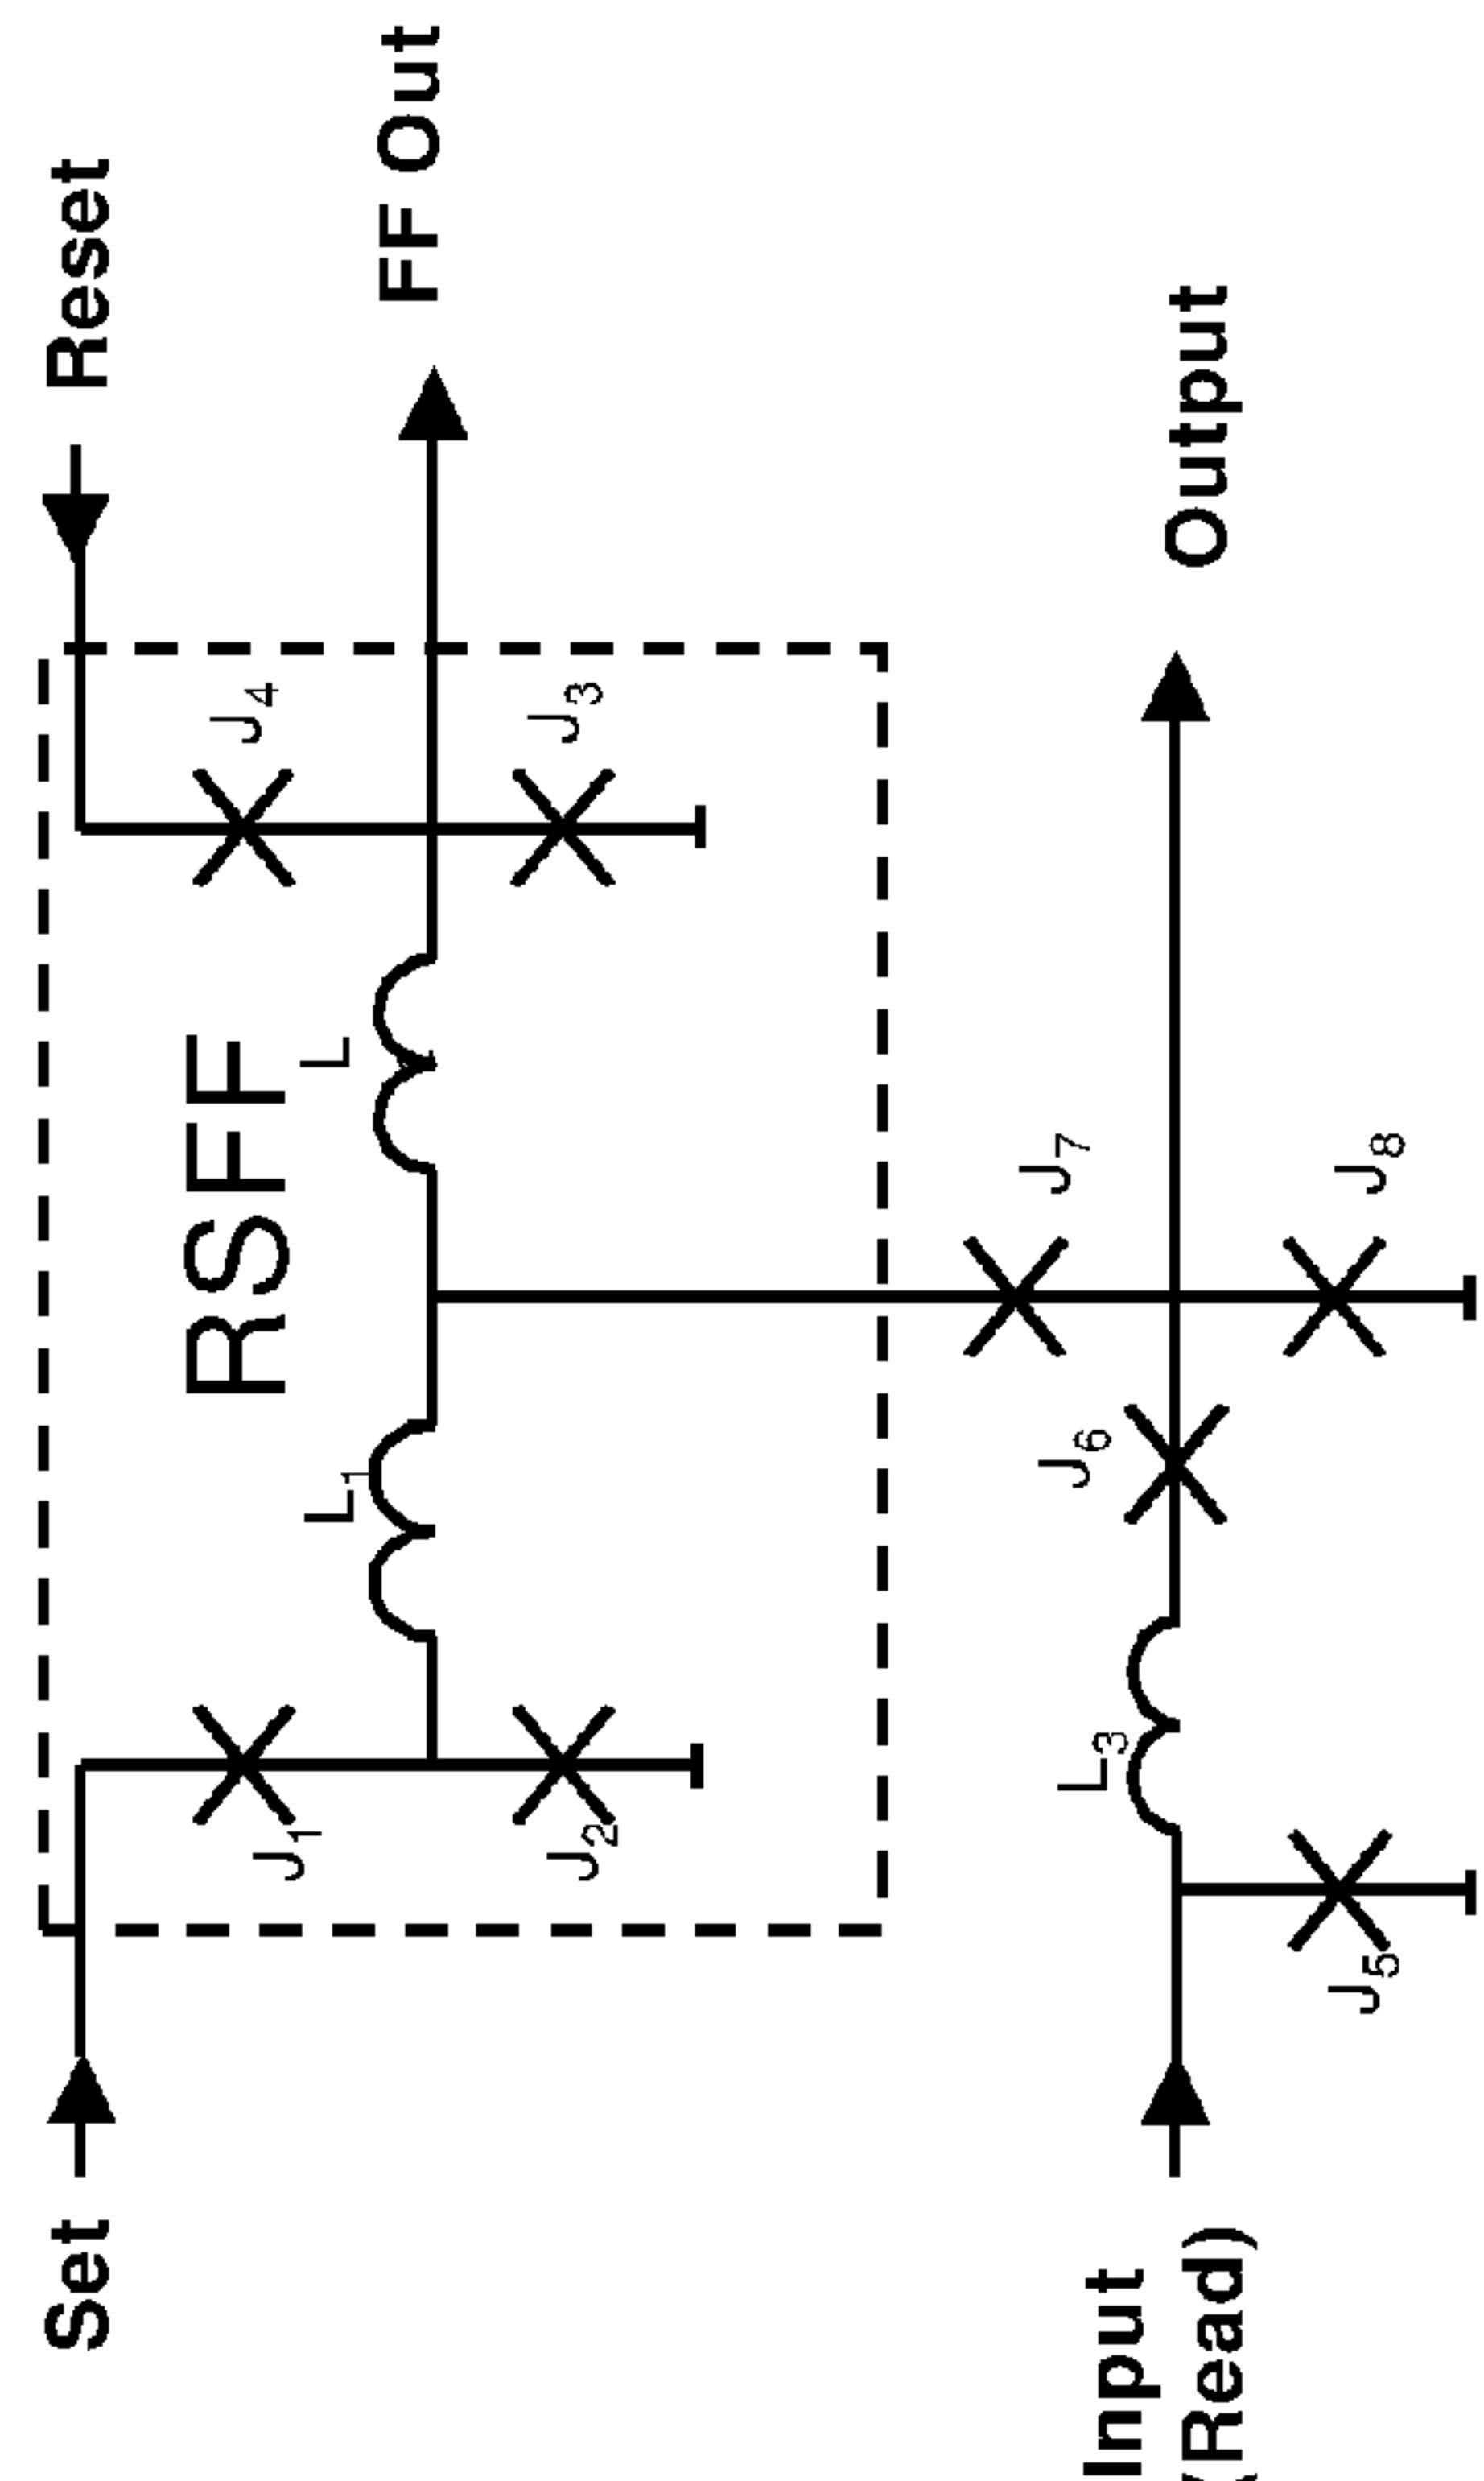 Set
Reset
RSFF
J1
J4
L1
L
FF Out
J2
J3
J7
Input
(Read)
L3
J6
Output
J5
J8